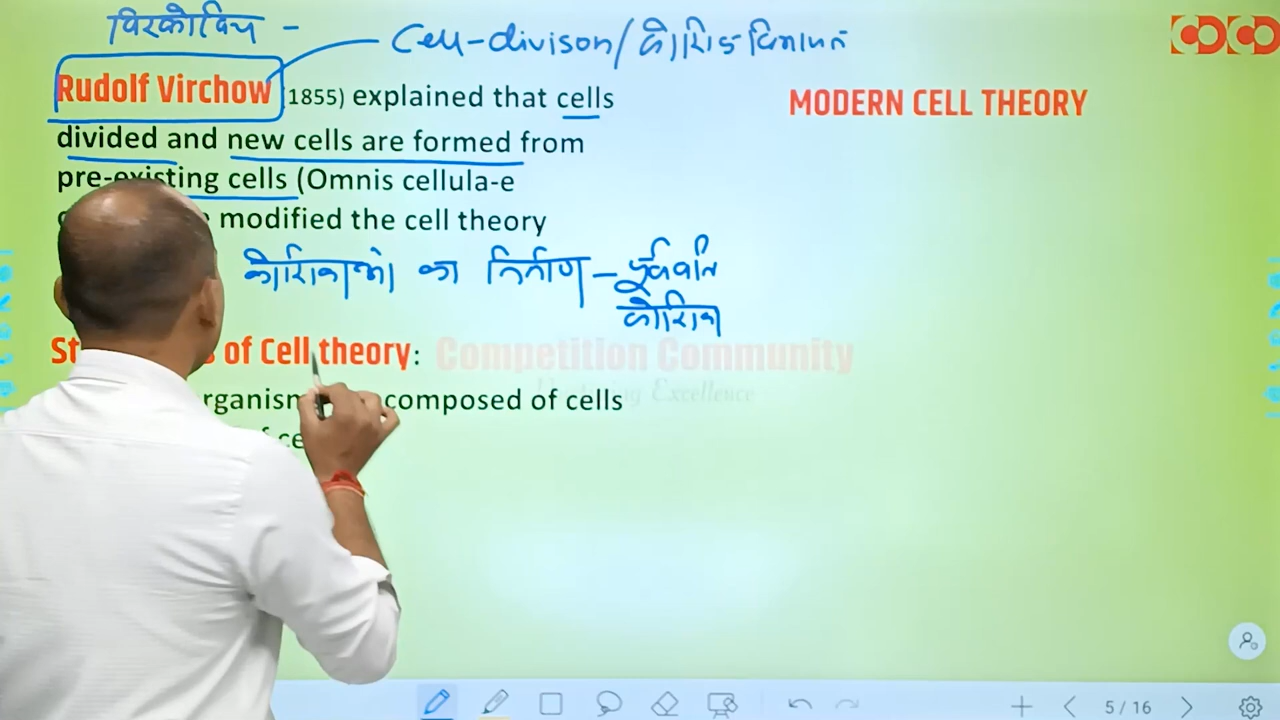 Cell-divison/कोशिका विभाजन
Rudolf Virchow (1855) explained that cells
divided and new cells are formed from
pre-existing cells (Omnis cellula-e
modified the cell theory
MODERN CELL THEORY
कोशिकाओं का निर्माण – पूर्ववर्ति
कोशिका
of Cell theory:
Competition Community
Excellence
composed of cells
5/16